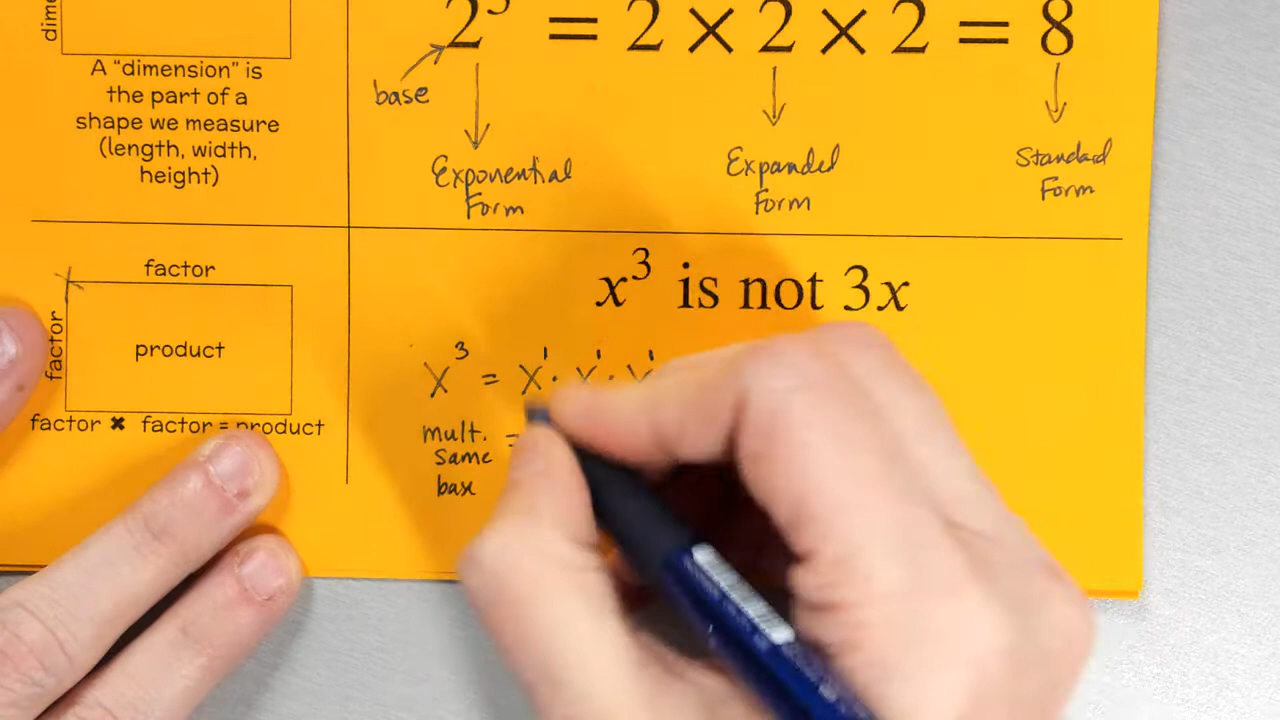 dime
A “dimension” is
the part of a
shape we measure
(length, width,
height)
2³ = 2 × 2 × 2 = 8
base
Exponential
Form
Expanded
Form
Standard
Form
factor
factor
product
factor × factor = product
x³ is not 3x
x³ = x¹ · x¹ · x¹
mult. =
same
base